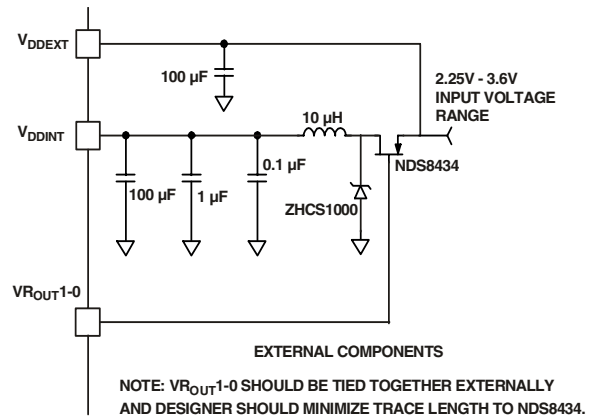 VDDEXT
100 µF
2.25V - 3.6V
INPUT VOLTAGE
RANGE
VDDINT
10 µH
NDS8434
0.1 µF
100 µF
1 µF
ZHCS1000
VROUT1-0
EXTERNAL COMPONENTS
NOTE: VROUT1-0 SHOULD BE TIED TOGETHER EXTERNALLY
AND DESIGNER SHOULD MINIMIZE TRACE LENGTH TO NDS8434.